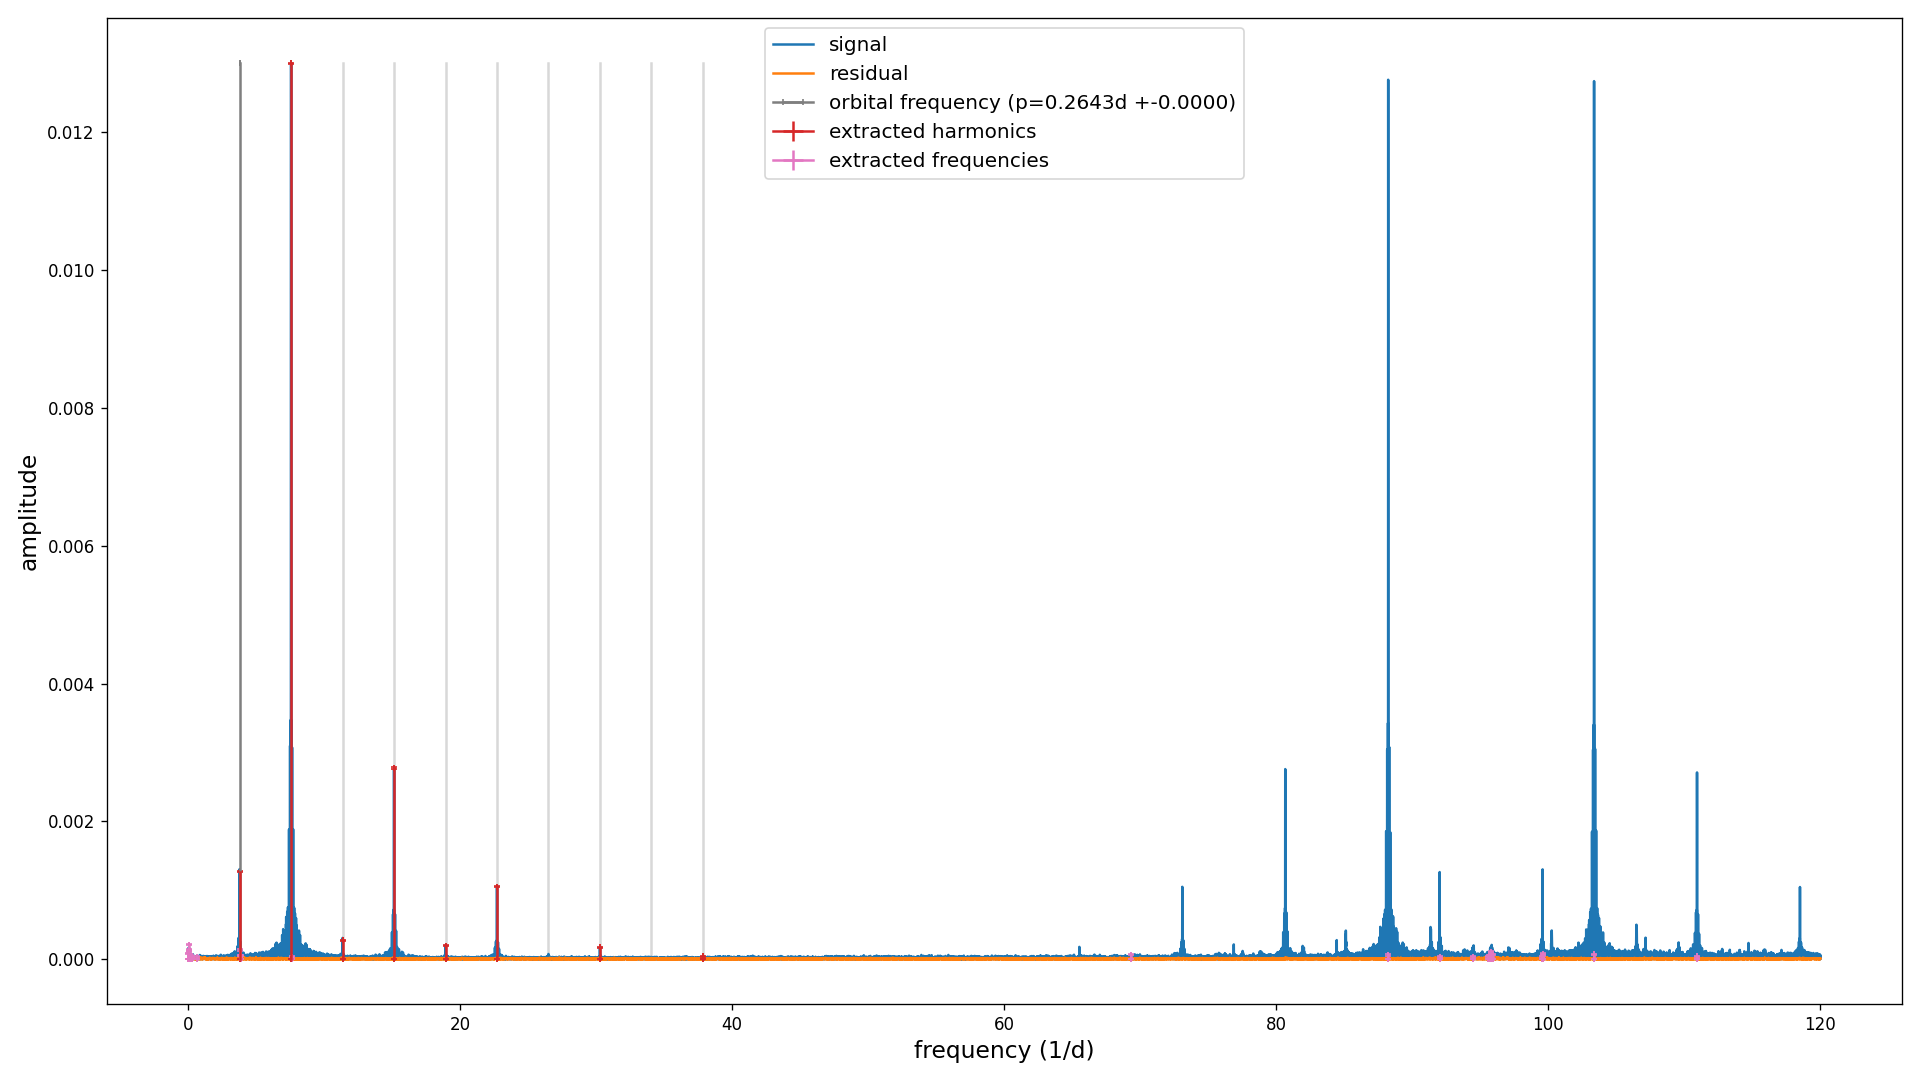 signal
residual
orbital frequency (p=0.2643d +-0.0000)
extracted harmonics
extracted frequencies
amplitude
0.012
0.010
0.008
0.006
0.004
0.002
0.000
0 20 40 60 80 100 120
frequency (1/d)